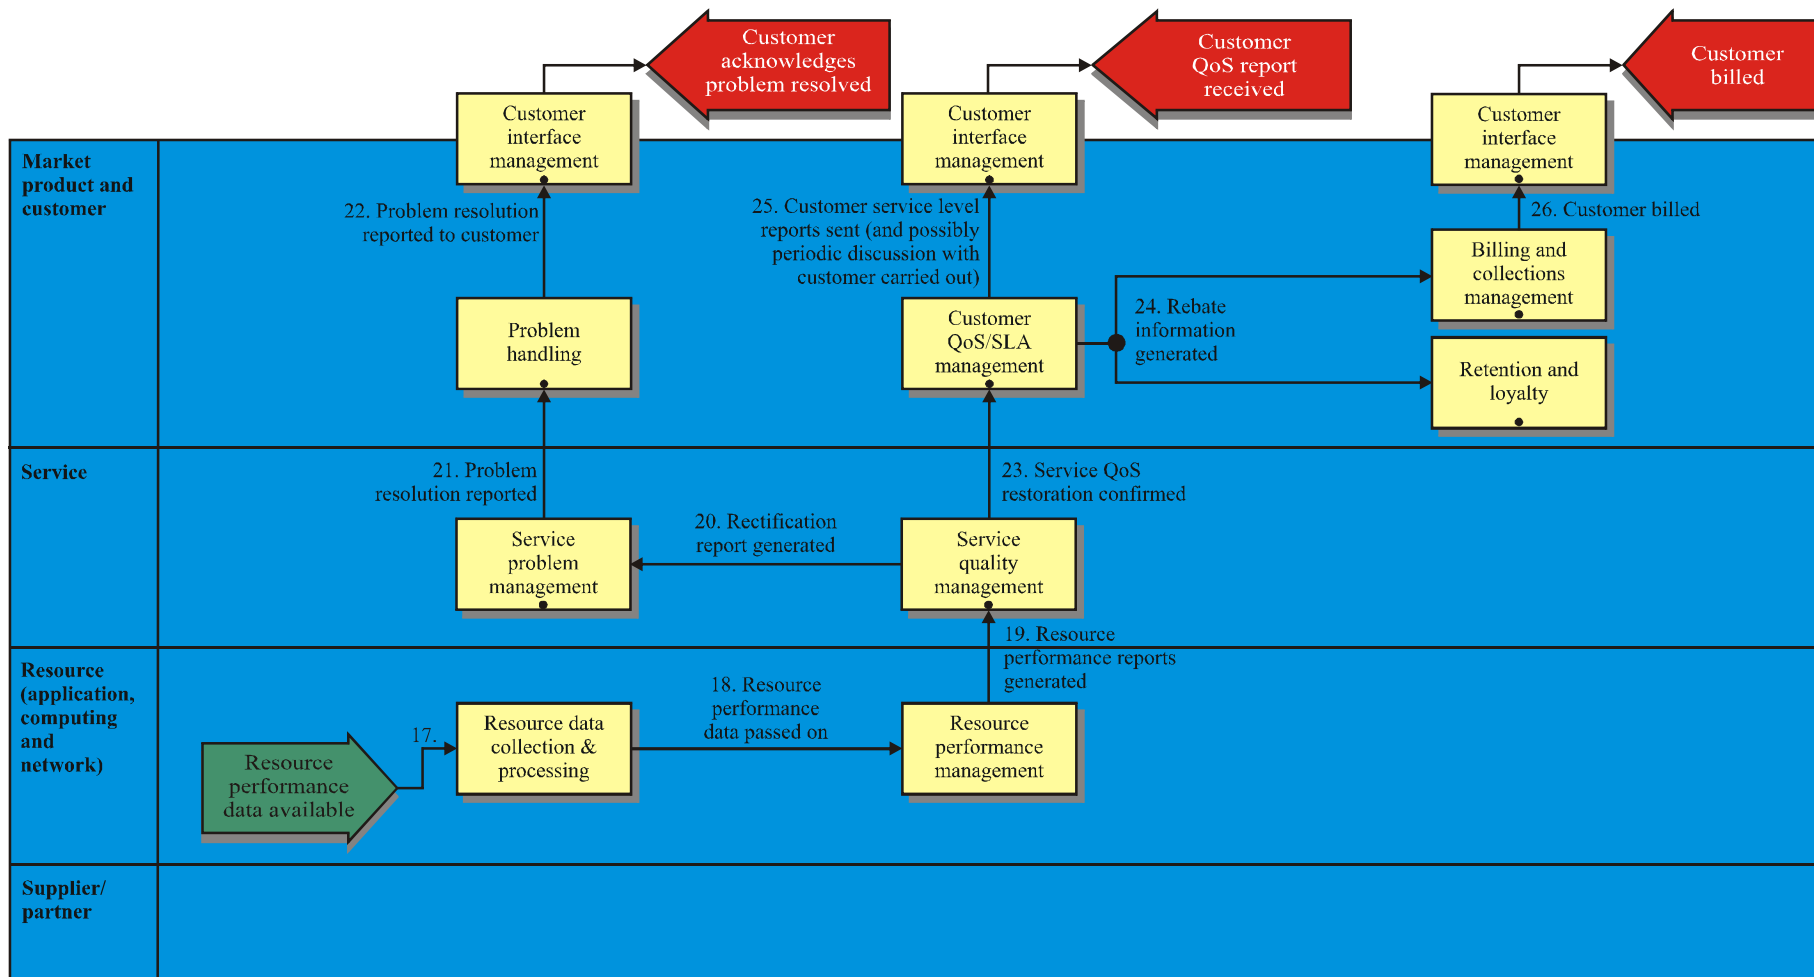 Customer
acknowledges
problem resolved
Customer
QoS report
received
Customer
billed
Customer
interface
management
Customer
interface
management
Customer
interface
management
Market
product and
customer
22. Problem resolution
reported to customer
25. Customer service level
reports sent (and possibly
periodic discussion with
customer carried out)
26. Customer billed
Billing and
collections
management
Problem
handling
Customer
QoS/SLA
management
24. Rebate
information
generated
Retention and
loyalty
Service
21. Problem
resolution reported
23. Service QoS
restoration confirmed
20. Rectification
report generated
Service
problem
management
Service
quality
management
19. Resource
performance reports
generated
Resource
(application,
computing
and
network)
18. Resource
performance
data passed on
17.
Resource data
collection &
processing
Resource
performance
management
Resource
performance
data available
Supplier/
partner